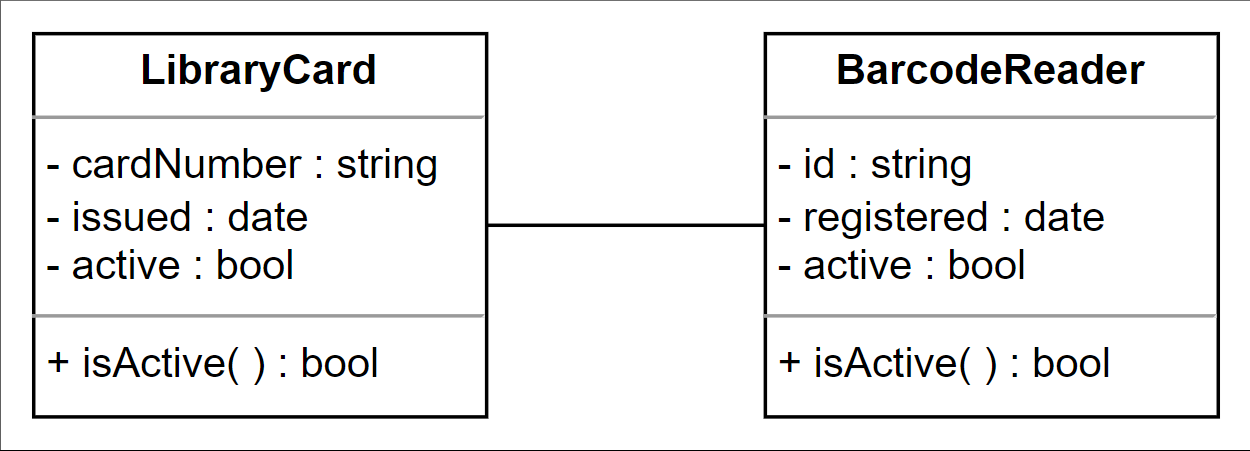 LibraryCard
- cardNumber : string
- issued : date
- active : bool
+ isActive( ) : bool
BarcodeReader
- id : string
- registered : date
- active : bool
+ isActive( ) : bool